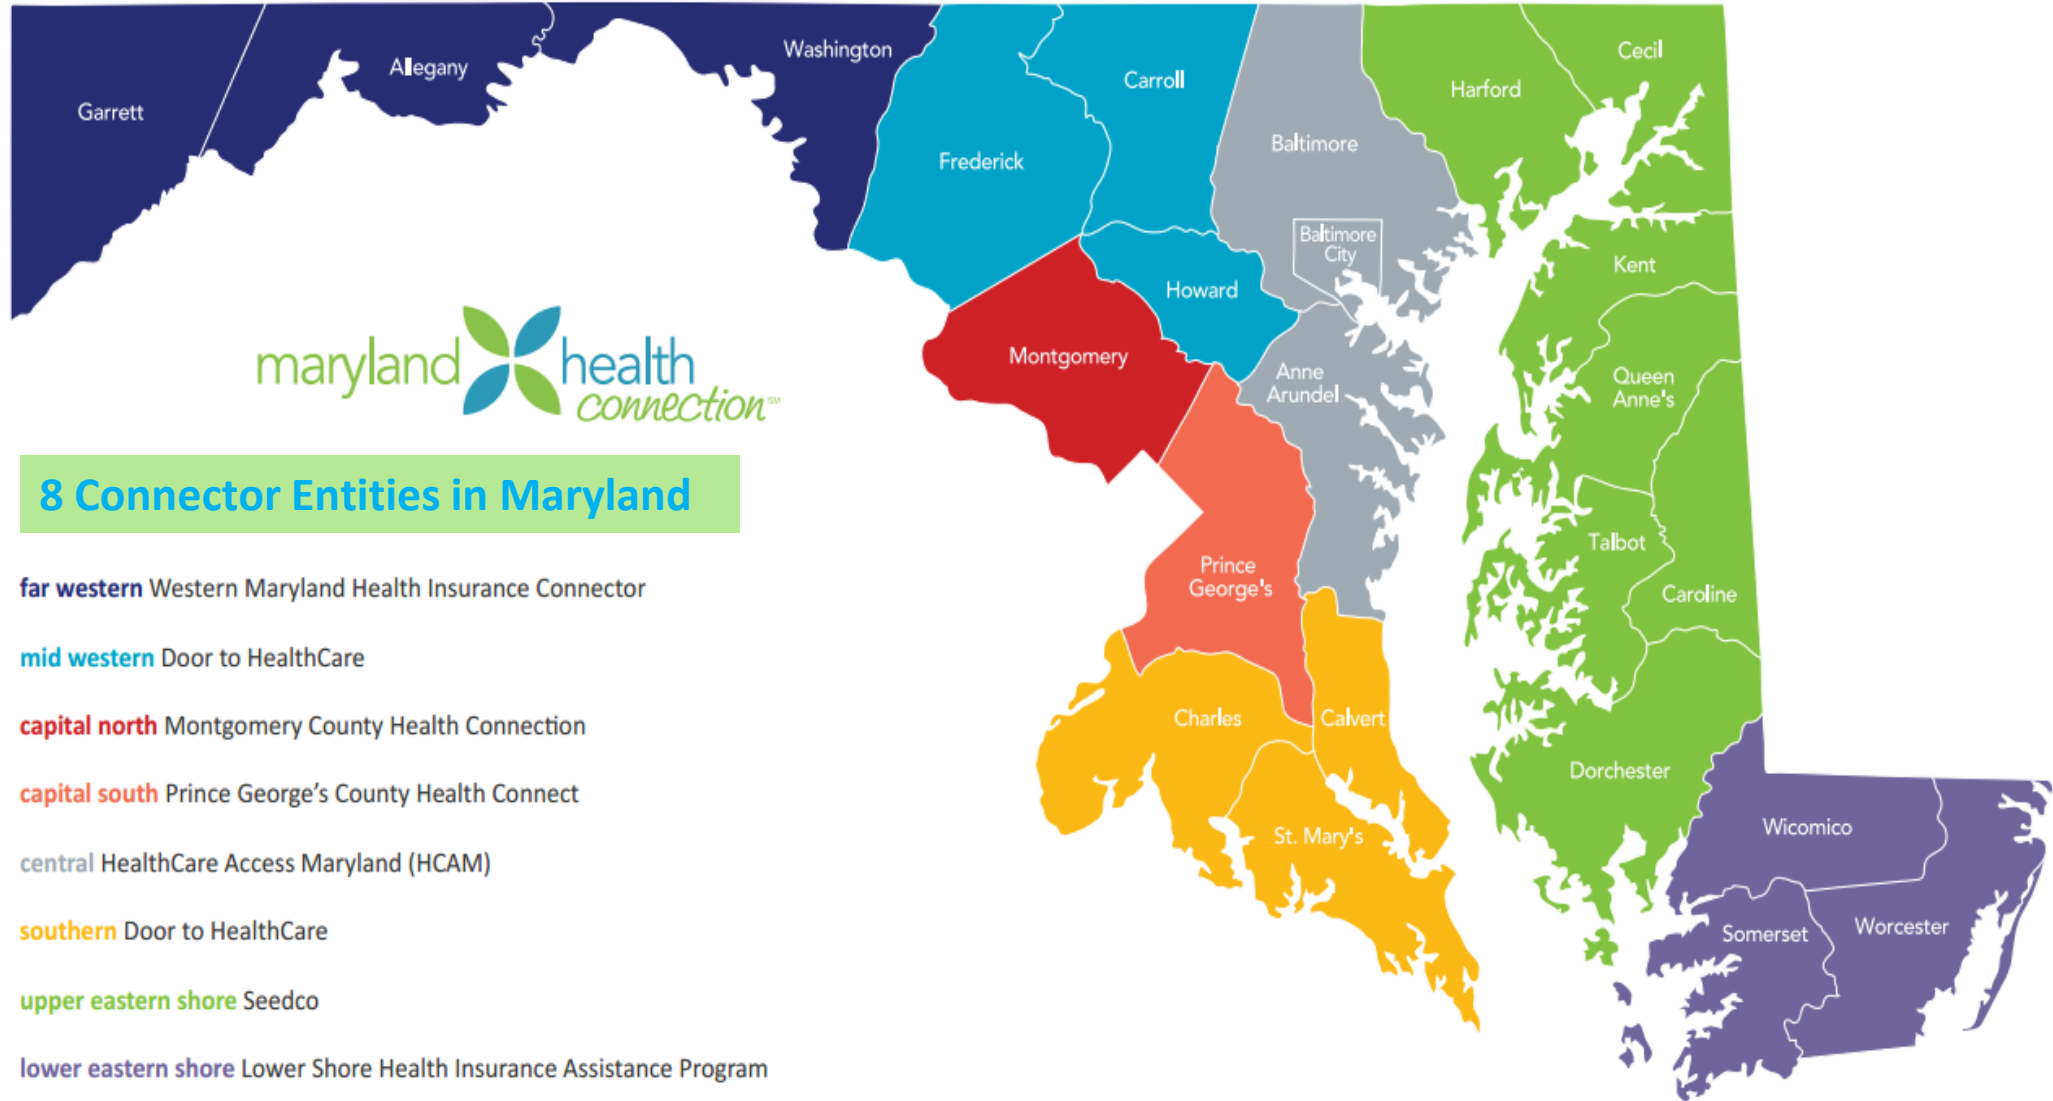 Garrett
Allegany
Washington
Frederick
Carroll
Baltimore
Baltimore
City
Harford
Cecil
Kent
Howard
Montgomery
Anne
Arundel
Queen
Anne's
Talbot
Caroline
Prince
George's
Charles
Calvert
St. Mary's
Dorchester
Wicomico
Somerset
Worcester
maryland health
connection℠
8 Connector Entities in Maryland
far western Western Maryland Health Insurance Connector
mid western Door to HealthCare
capital north Montgomery County Health Connection
capital south Prince George’s County Health Connect
central HealthCare Access Maryland (HCAM)
southern Door to HealthCare
upper eastern shore Seedco
lower eastern shore Lower Shore Health Insurance Assistance Program